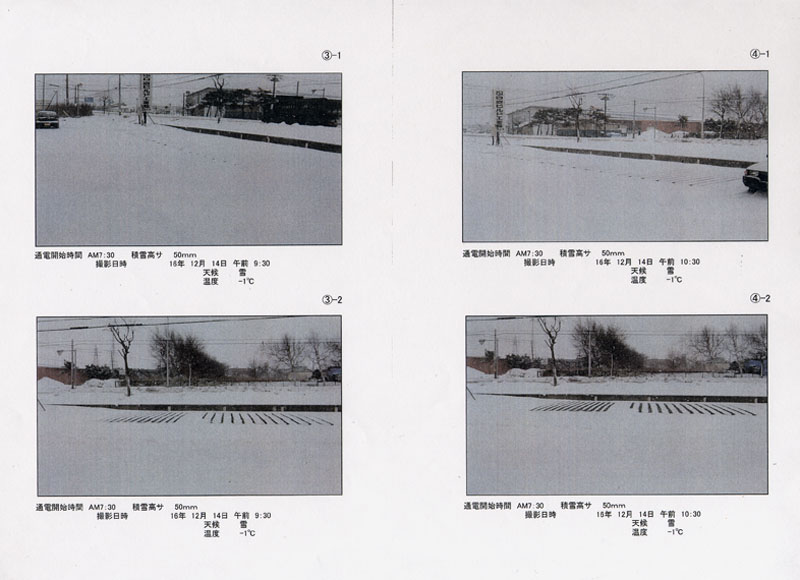 ③-1
通電開始時間 AM7:30 積雪高サ 50mm
撮影日時 16年 12月 14日 午前 9:30
天候 雪
温度 -1℃
③-2
通電開始時間 AM7:30 積雪高サ 50mm
撮影日時 16年 12月 14日 午前 9:30
天候 雪
温度 -1℃
④-1
通電開始時間 AM7:30 積雪高サ 50mm
撮影日時 16年 12月 14日 午前 10:30
天候 雪
温度 -1℃
④-2
通電開始時間 AM7:30 積雪高サ 50mm
撮影日時 16年 12月 14日 午前 10:30
天候 雪
温度 -1℃